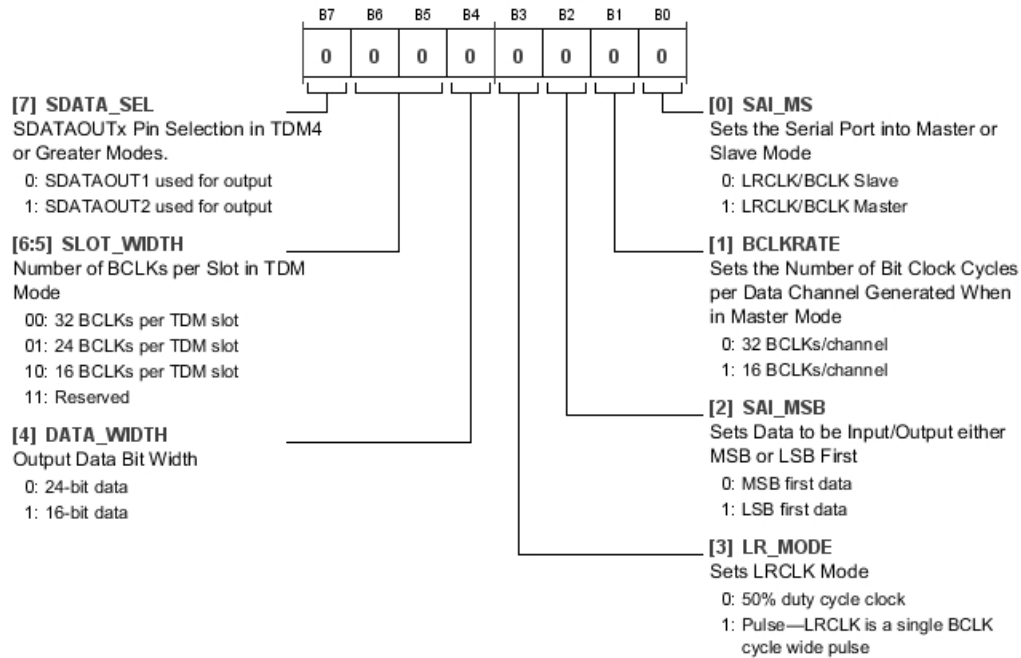 B7 B6 B5 B4 B3 B2 B1 B0
0 0 0 0 0 0 0 0
[7] SDATA_SEL
SDATAOUTx Pin Selection in TDM4
or Greater Modes.
0: SDATAOUT1 used for output
1: SDATAOUT2 used for output
[6:5] SLOT_WIDTH
Number of BCLKs per Slot in TDM
Mode
00: 32 BCLKs per TDM slot
01: 24 BCLKs per TDM slot
10: 16 BCLKs per TDM slot
11: Reserved
[4] DATA_WIDTH
Output Data Bit Width
0: 24-bit data
1: 16-bit data
[0] SAI_MS
Sets the Serial Port into Master or
Slave Mode
0: LRCLK/BCLK Slave
1: LRCLK/BCLK Master
[1] BCLKRATE
Sets the Number of Bit Clock Cycles
per Data Channel Generated When
in Master Mode
0: 32 BCLKs/channel
1: 16 BCLKs/channel
[2] SAI_MSB
Sets Data to be Input/Output either
MSB or LSB First
0: MSB first data
1: LSB first data
[3] LR_MODE
Sets LRCLK Mode
0: 50% duty cycle clock
1: Pulse—LRCLK is a single BCLK
cycle wide pulse